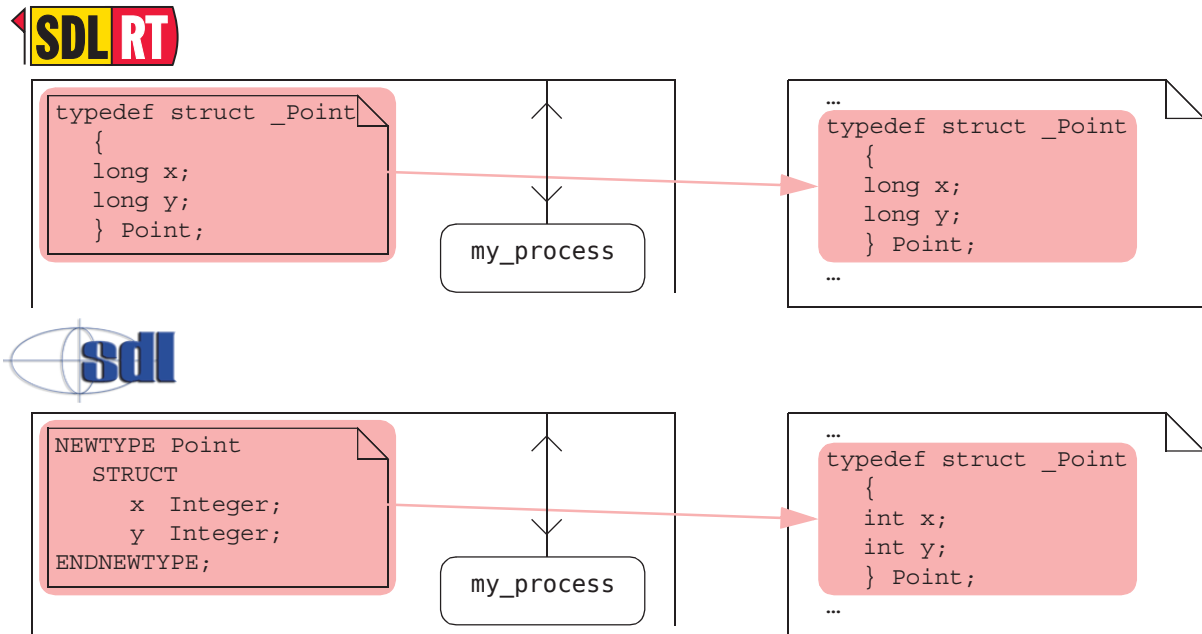 SDL RT
typedef struct _Point
{
long x;
long y;
} Point;
my_process
…
typedef struct _Point
{
long x;
long y;
} Point;
…
sdl
NEWTYPE Point
STRUCT
x Integer;
y Integer;
ENDNEWTYPE;
my_process
…
typedef struct _Point
{
int x;
int y;
} Point;
…